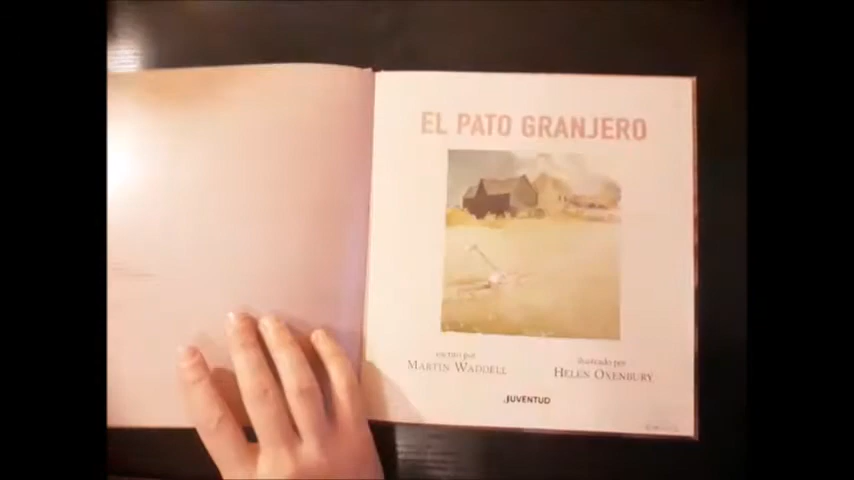 EL PATO GRANJERO
escrito por
MARTIN WADDELL
ilustrado por
HELEN OXENBURY
JUVENTUD